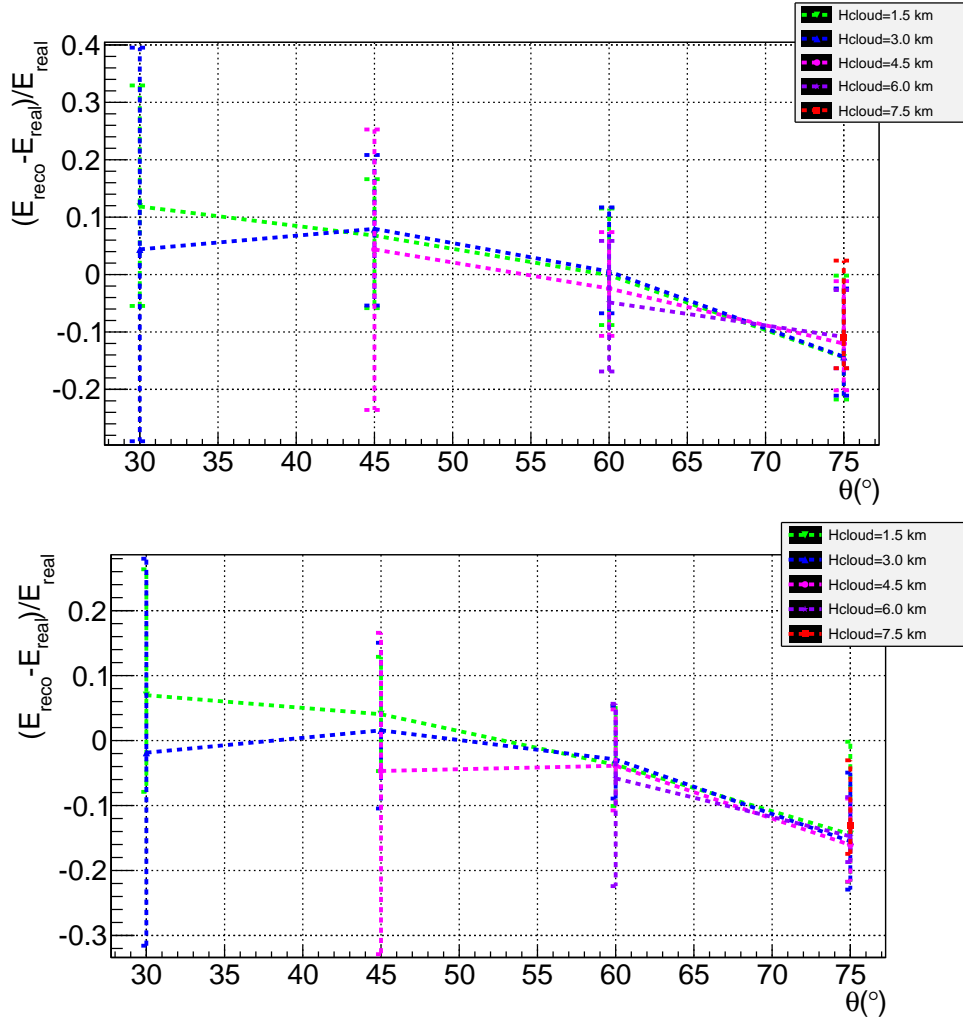 Hcloud=1.5 km
Hcloud=3.0 km
Hcloud=4.5 km
Hcloud=6.0 km
Hcloud=7.5 km
(E_reco -E_real)/E_real
0.4
0.3
0.2
0.1
0
-0.1
-0.2
30 35 40 45 50 55 60 65 70 75
θ(°)
Hcloud=1.5 km
Hcloud=3.0 km
Hcloud=4.5 km
Hcloud=6.0 km
Hcloud=7.5 km
(E_reco -E_real)/E_real
0.2
0.1
0
-0.1
-0.2
-0.3
30 35 40 45 50 55 60 65 70 75
θ(°)